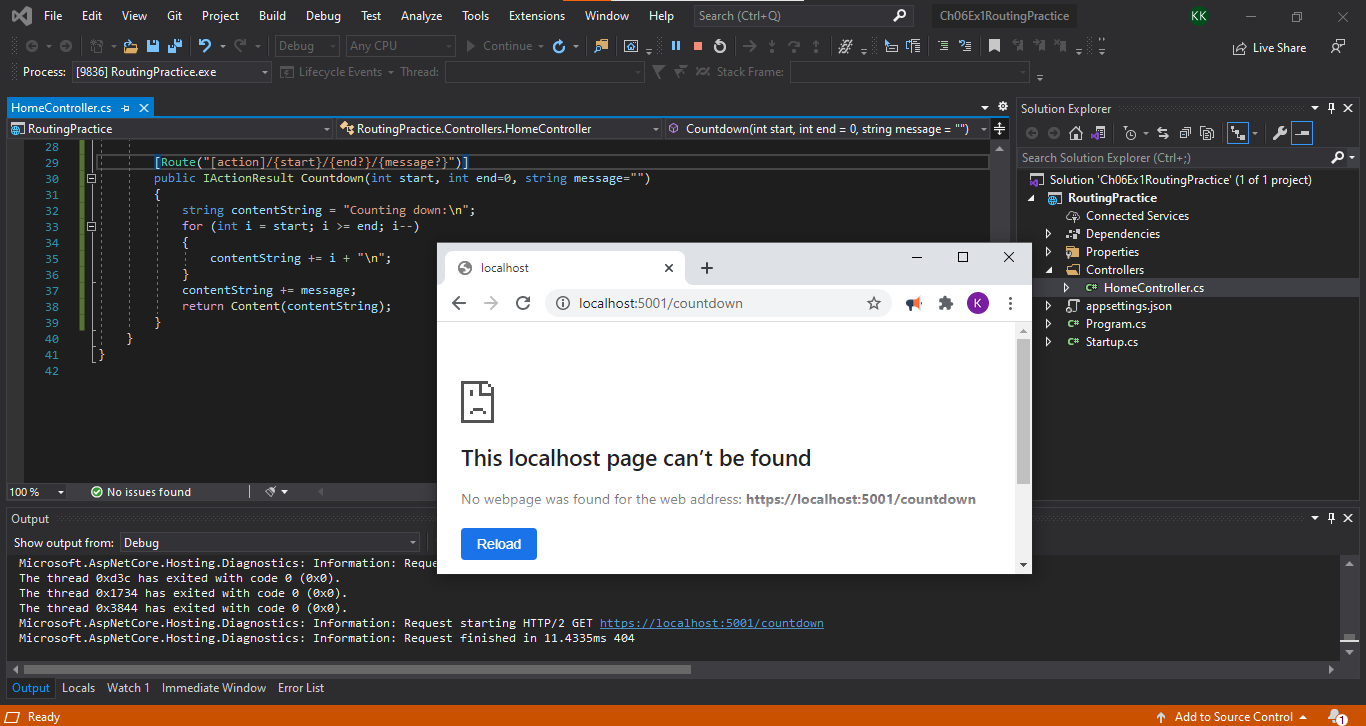 File Edit View Git Project Build Debug Test Analyze Tools Extensions Window Help Search (Ctrl+Q) Ch06Ex1RoutingPractice KK
Debug Any CPU Continue Live Share
Process: [9836] RoutingPractice.exe Lifecycle Events Thread: Stack Frame:
HomeController.cs
RoutingPractice RoutingPractice.Controllers.HomeController Countdown(int start, int end = 0, string message = "")
28
29 [Route("[action]/{start}/{end?}/{message?}")]
30 public IActionResult Countdown(int start, int end=0, string message="")
31 {
32 string contentString = "Counting down:\n";
33 for (int i = start; i >= end; i--)
34 {
35 contentString += i + "\n";
36 }
37 contentString += message;
38 return Content(contentString);
39 }
40 }
41 }
42
100 % No issues found
localhost
localhost:5001/countdown K
This localhost page can’t be found
No webpage was found for the web address: https://localhost:5001/countdown
Reload
Solution Explorer
Search Solution Explorer (Ctrl+;)
Solution 'Ch06Ex1RoutingPractice' (1 of 1 project)
RoutingPractice
Connected Services
Dependencies
Properties
Controllers
C# HomeController.cs
appsettings.json
C# Program.cs
C# Startup.cs
Output
Show output from: Debug
Microsoft.AspNetCore.Hosting.Diagnostics: Information: Reque
The thread 0xd3c has exited with code 0 (0x0).
The thread 0x1734 has exited with code 0 (0x0).
The thread 0x3844 has exited with code 0 (0x0).
Microsoft.AspNetCore.Hosting.Diagnostics: Information: Request starting HTTP/2 GET https://localhost:5001/countdown
Microsoft.AspNetCore.Hosting.Diagnostics: Information: Request finished in 11.4335ms 404
Output Locals Watch 1 Immediate Window Error List
Ready Add to Source Control 1